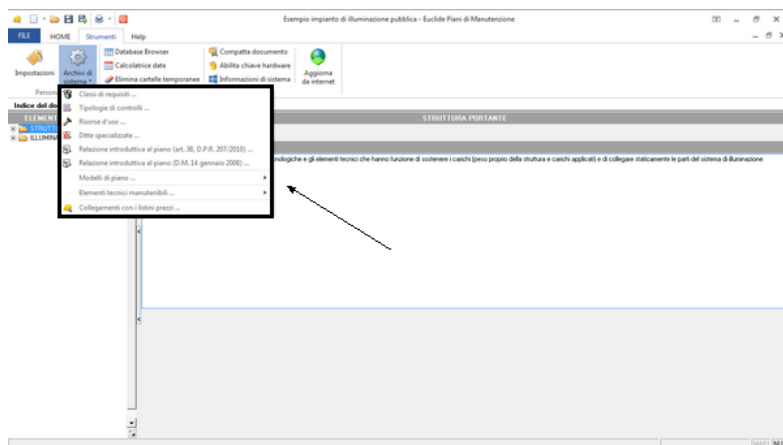 Esempio impianto di illuminazione pubblica - Euclide Piani di Manutenzione
FILE HOME Strumenti Help
Impostazioni
Archivi di
sistema
Database Browser
Calcolatrice date
Elimina cartelle temporanee
Compatta documento
Abilita chiave hardware
Informazioni di sistema
Aggiorna
da internet
Person
Indice del do
ELEMENT
STRUTT
ILLUMINA
Classi di requisiti ...
Tipologie di controlli ...
Risorse d'uso ...
Ditte specializzate ...
Relazione introduttiva al piano (art. 38, D.P.R. 207/2010) ...
Relazione introduttiva al piano (D.M. 14 gennaio 2008) ...
Modelli di piano ...
Elementi tecnici manutenibili ...
Collegamenti con i listini prezzi ...
STRUTTURA PORTANTE
nologiche e gli elementi tecnici che hanno funzione di sostenere i carichi (peso proprio della struttura e carichi applicati) e di collegare staticamente le parti del sistema di illuminazione